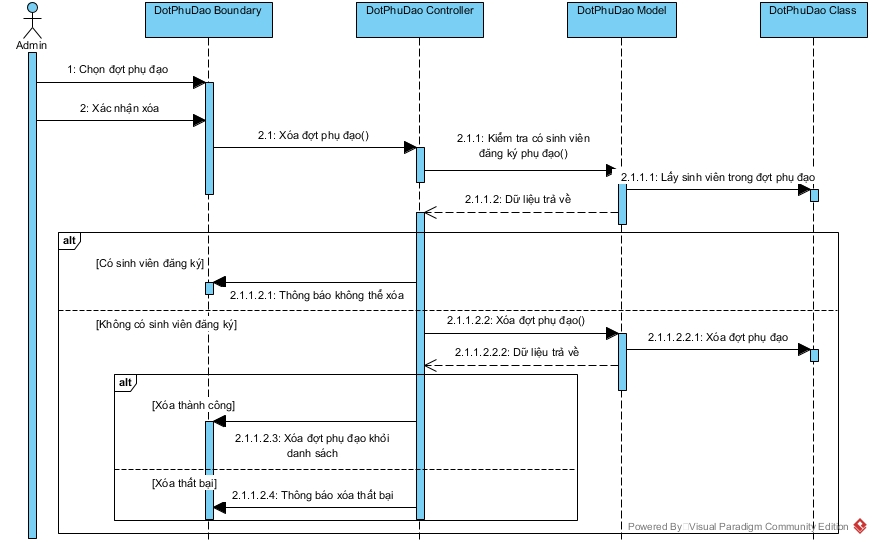 DotPhuDao Boundary
DotPhuDao Controller
DotPhuDao Model
DotPhuDao Class
Admin
1: Chọn đợt phụ đạo
2: Xác nhận xóa
2.1: Xóa đợt phụ đạo()
2.1.1: Kiểm tra có sinh viên
đăng ký phụ đạo()
2.1.1.1: Lấy sinh viên trong đợt phụ đạo
2.1.1.2: Dữ liệu trả về
alt
[Có sinh viên đăng ký]
2.1.1.2.1: Thông báo không thể xóa
[Không có sinh viên đăng ký]
2.1.1.2.2: Xóa đợt phụ đạo()
2.1.1.2.2.1: Xóa đợt phụ đạo
2.1.1.2.2.2: Dữ liệu trả về
alt
[Xóa thành công]
2.1.1.2.3: Xóa đợt phụ đạo khỏi
danh sách
[Xóa thất bại]
2.1.1.2.4: Thông báo xóa thất bại
Powered By Visual Paradigm Community Edition